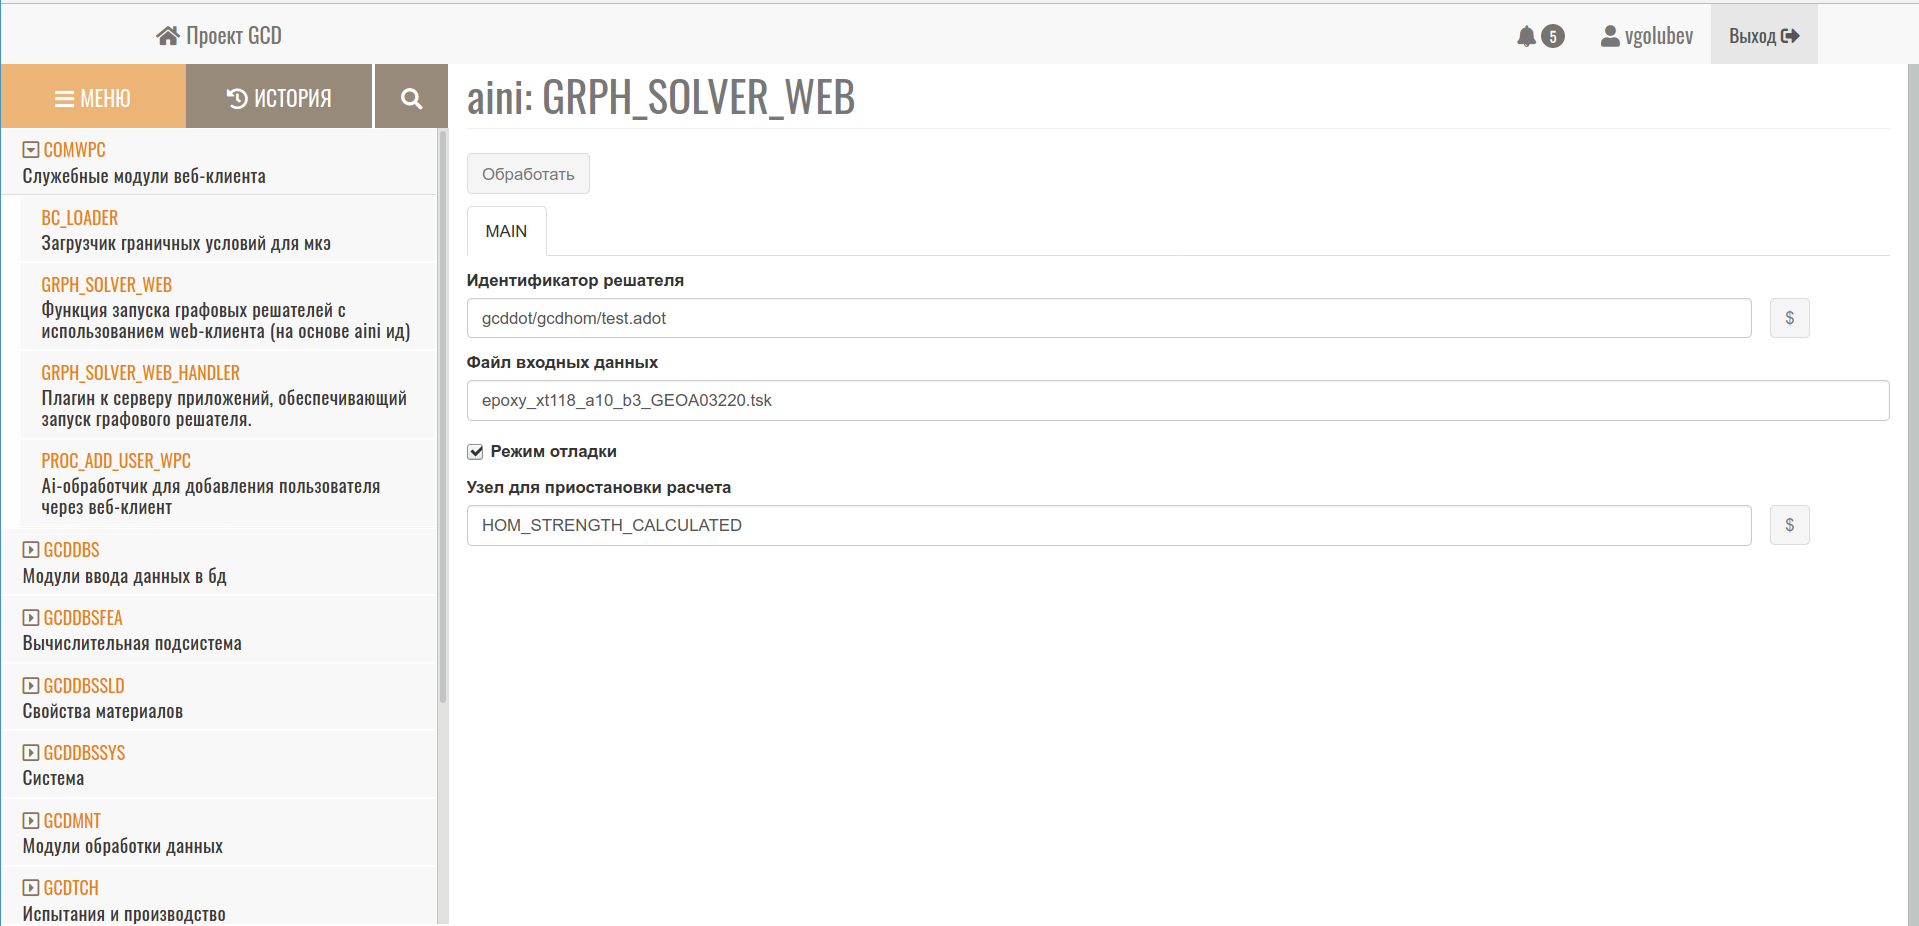 Проект GCD
5
vgolubev
Выход
МЕНЮ
ИСТОРИЯ
aini: GRPH_SOLVER_WEB
COMWPC
Служебные модули веб-клиента
BC_LOADER
Загрузчик граничных условий для мкэ
GRPH_SOLVER_WEB
Функция запуска графовых решателей с
использованием web-клиента (на основе aini ид)
GRPH_SOLVER_WEB_HANDLER
Плагин к серверу приложений, обеспечивающий
запуск графового решателя.
PROC_ADD_USER_WPC
Ai-обработчик для добавления пользователя
через веб-клиент
GCDDBS
Модули ввода данных в бд
GCDDBSFEA
Вычислительная подсистема
GCDDBSSLD
Свойства материалов
GCDDBSSYS
Система
GCDMNT
Модули обработки данных
GCDTCH
Испытания и производство
Обработать
MAIN
Идентификатор решателя
gcddot/gcdhom/test.adot
$
Файл входных данных
epoxy_xt118_a10_b3_GEOA03220.tsk
Режим отладки
Узел для приостановки расчета
HOM_STRENGTH_CALCULATED
$